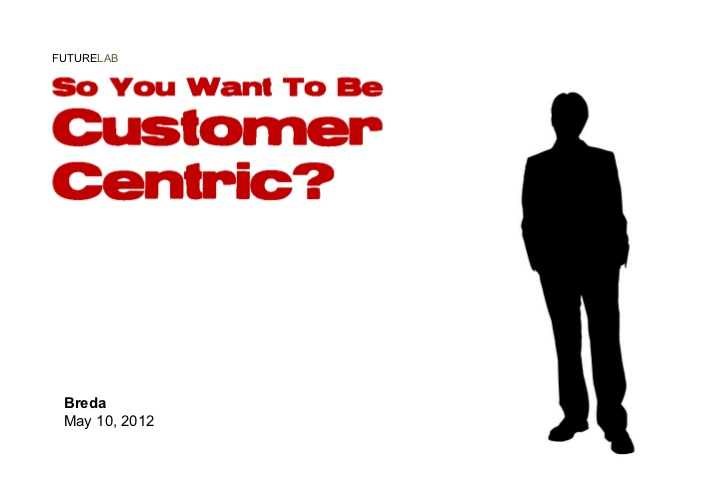 FUTURELAB
So You Want To Be
Customer
Centric?
Breda
May 10, 2012